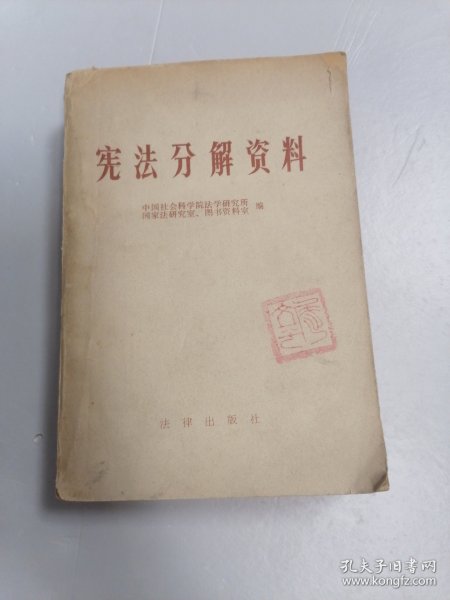 宪法分解资料
中国社会科学院法学研究所
国家法研究室、图书资料室 编
法律出版社
孔夫子旧书网
www.kongfz.com